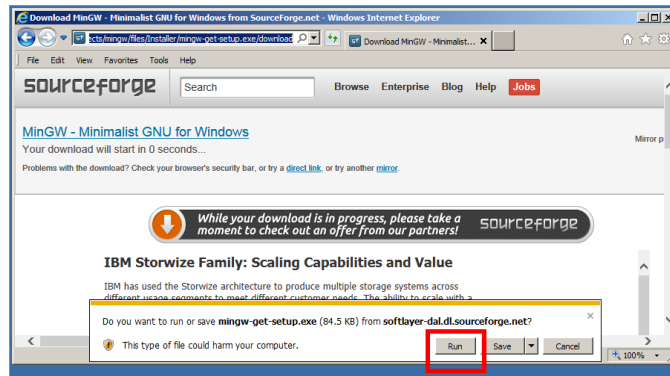 Download MinGW - Minimalist GNU for Windows from SourceForge.net - Windows Internet Explorer
ects/mingw/files/Installer/mingw-get-setup.exe/download
Download MinGW - Minimalist...
File Edit View Favorites Tools Help
sourceforge
Search
Browse Enterprise Blog Help Jobs
MinGW - Minimalist GNU for Windows
Your download will start in 0 seconds...
Mirror p
Problems with the download? Check your browser's security bar, or try a direct link, or try another mirror.
While your download is in progress, please take a
moment to check out an offer from our partners!
sourceforge
IBM Storwize Family: Scaling Capabilities and Value
IBM has used the Storwize architecture to produce multiple storage systems across
different usage segments to meet different customer needs. The ability to scale with a
Do you want to run or save mingw-get-setup.exe (84.5 KB) from softlayer-dal.dl.sourceforge.net?
This type of file could harm your computer.
Run Save Cancel
100%